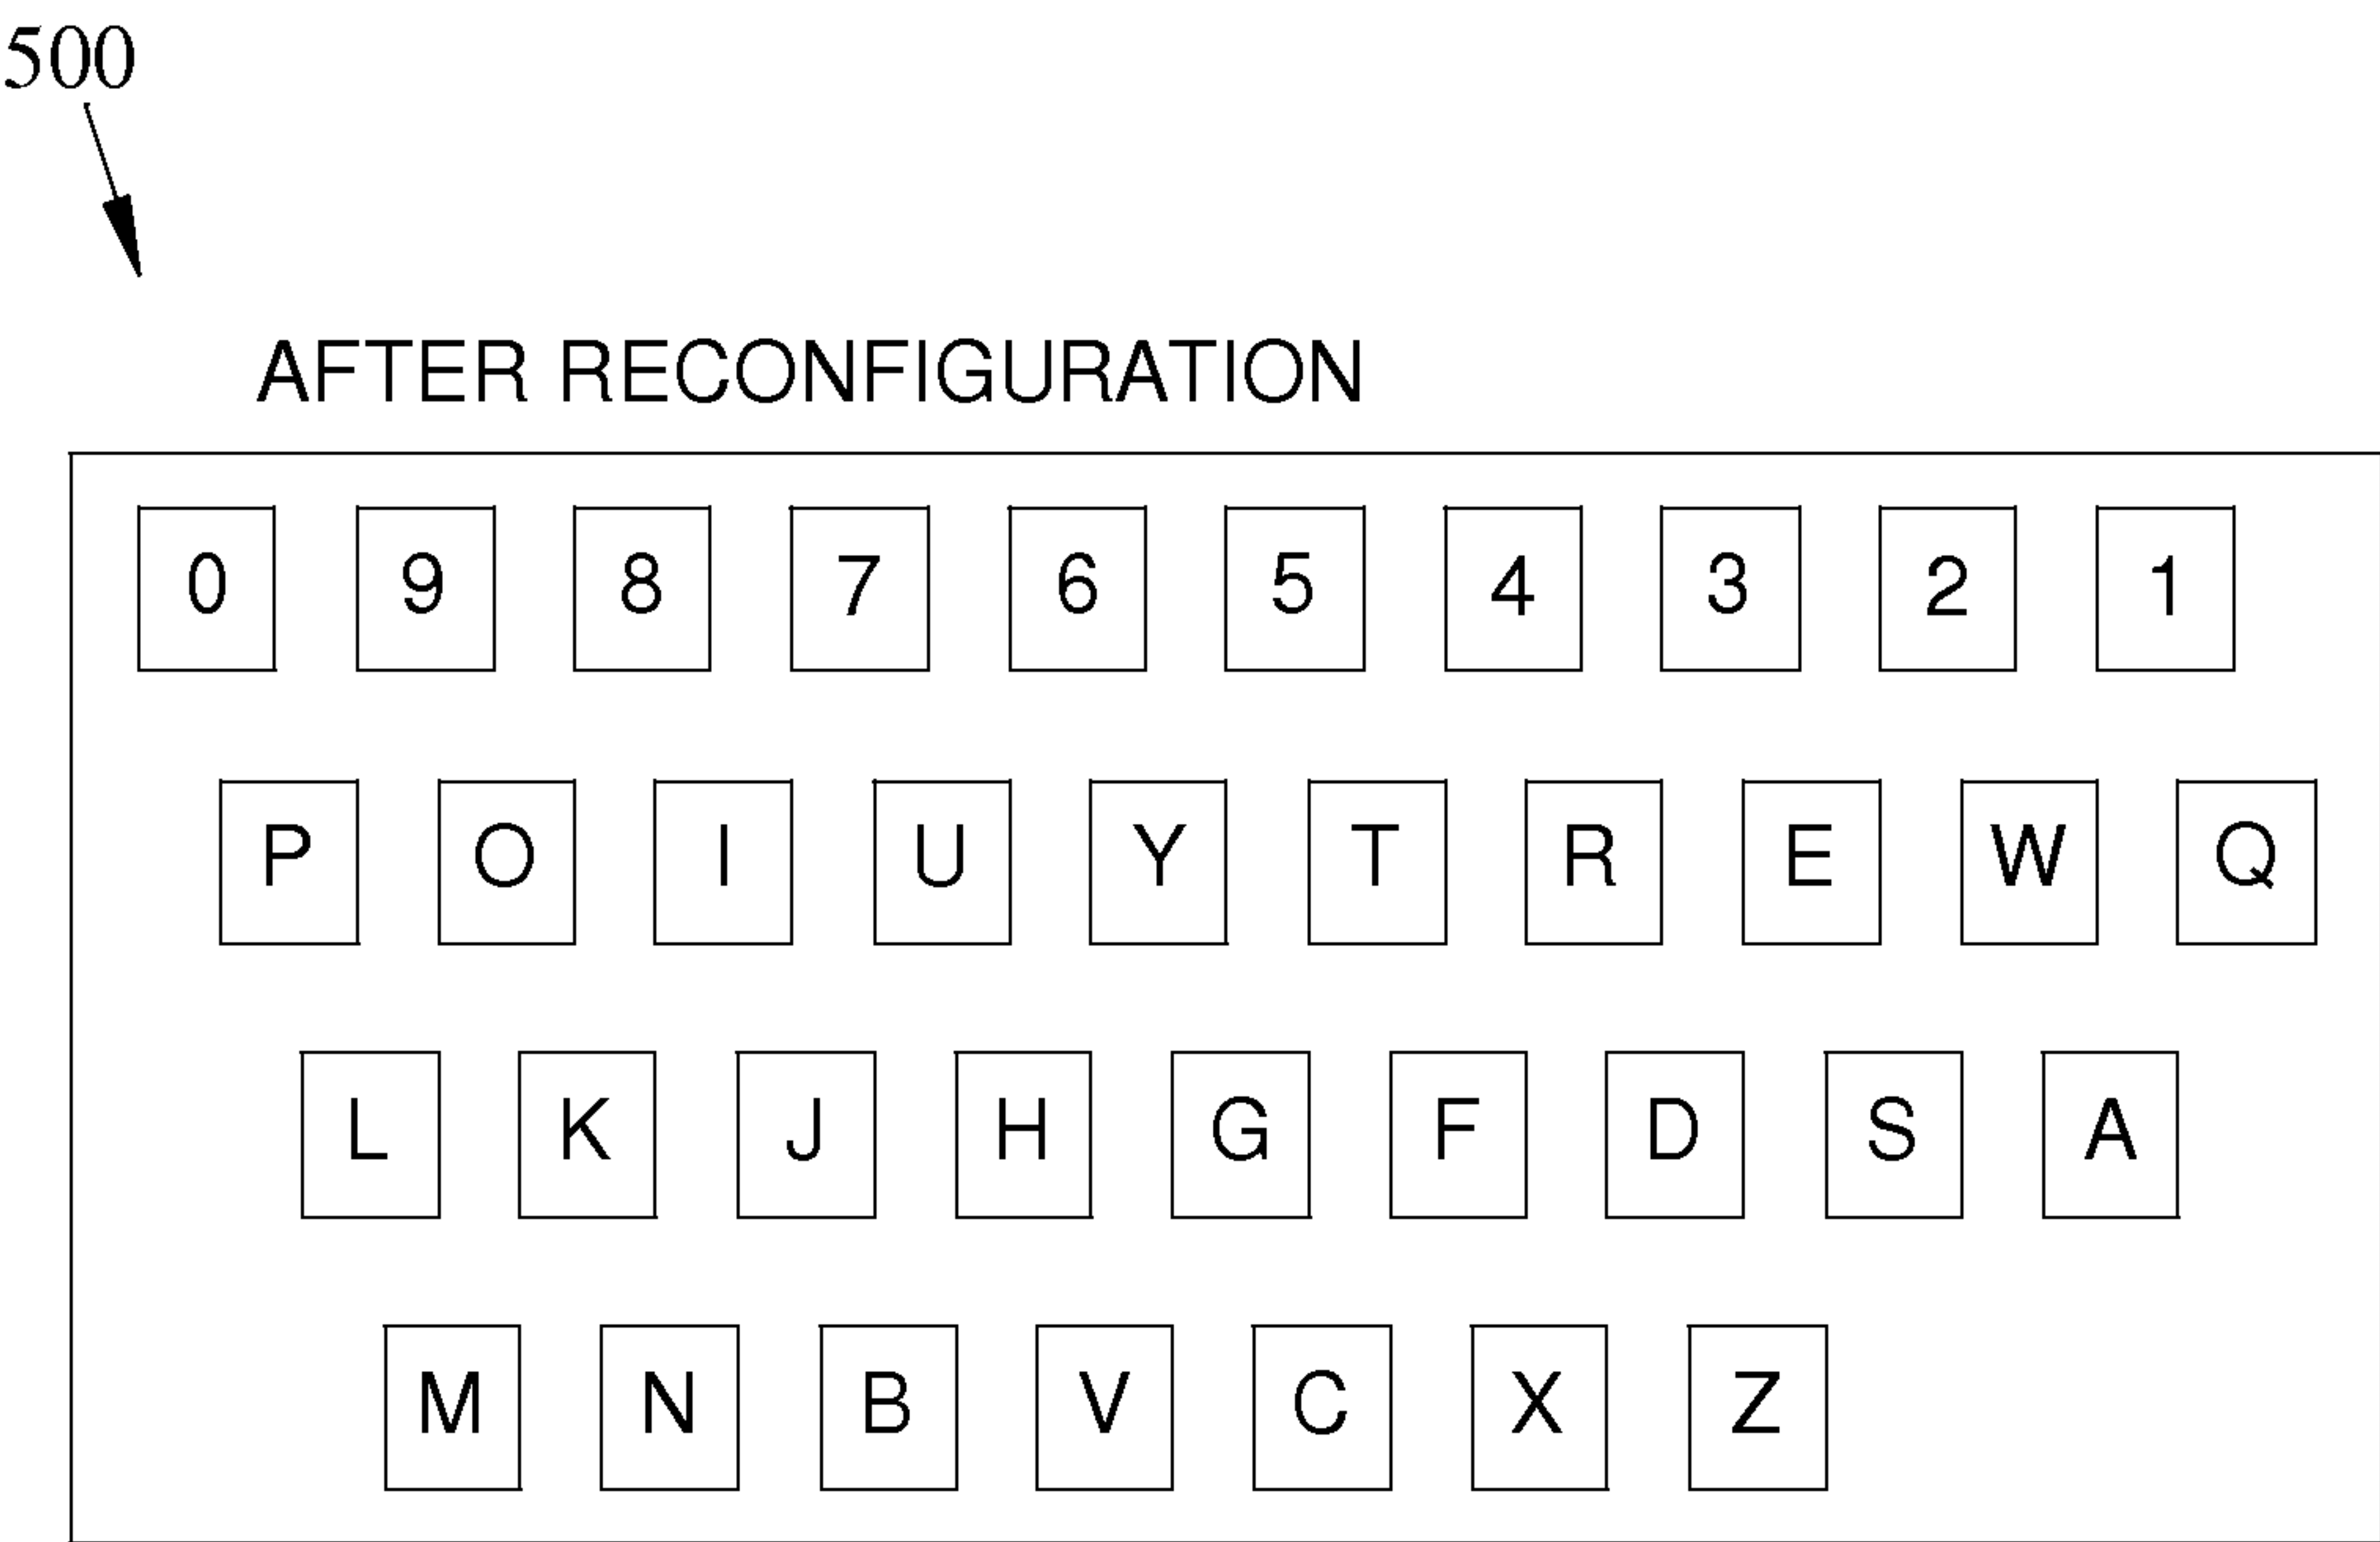 500
AFTER RECONFIGURATION
0 9 8 7 6 5 4 3 2 1
P O I U Y T R E W Q
L K J H G F D S A
M N B V C X Z